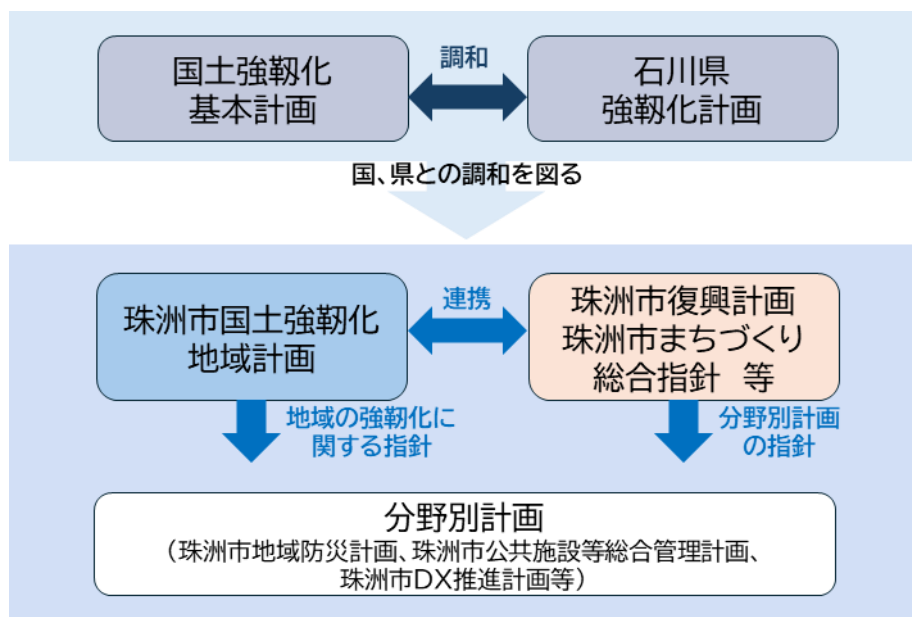 国土強靱化
基本計画
調和
石川県
強靱化計画
国、県との調和を図る
珠洲市国土強靱化
地域計画
連携
珠洲市復興計画
珠洲市まちづくり
総合指針 等
地域の強靱化に
関する指針
分野別計画
の指針
分野別計画
（珠洲市地域防災計画、珠洲市公共施設等総合管理計画、
珠洲市DX推進計画等）